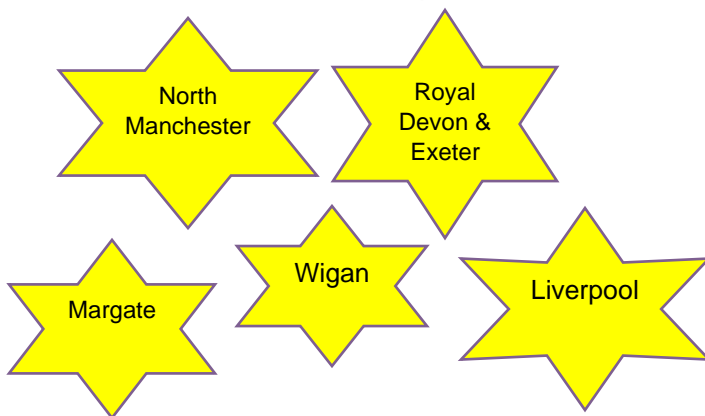 North
Manchester
Royal
Devon &
Exeter
Margate
Wigan
Liverpool